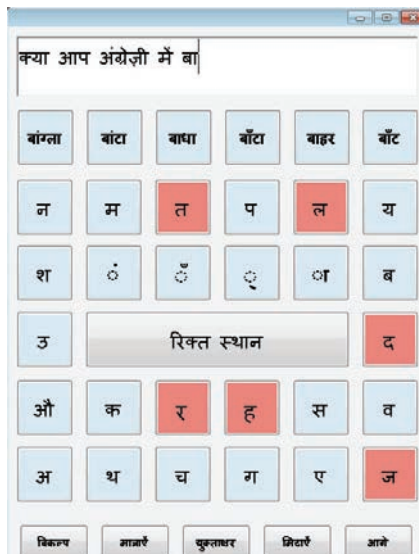 क्या आप अंग्रेज़ी में बा
बांग्ला बांटा बाधा बाँटा बाहर बाँट
न म त प ल य
श ं ँ ृ ा ब
उ रिक्त स्थान द
औ क र ह स व
अ थ च ग ए ज
विकल्प मात्राएँ युक्ताक्षर मिटाएँ आगे